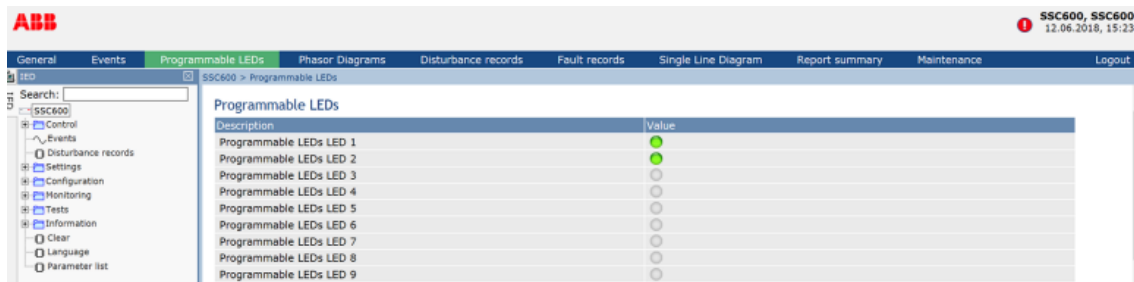 ABB
SSC600, SSC600
12.06.2018, 15:23
General Events Programmable LEDs Phasor Diagrams Disturbance records Fault records Single Line Diagram Report summary Maintenance Logout
IED
SSC600 > Programmable LEDs
IED
Search:
SSC600
Control
Events
Disturbance records
Settings
Configuration
Monitoring
Tests
Information
Clear
Language
Parameter list
Programmable LEDs
Description Value
Programmable LEDs LED 1
Programmable LEDs LED 2
Programmable LEDs LED 3
Programmable LEDs LED 4
Programmable LEDs LED 5
Programmable LEDs LED 6
Programmable LEDs LED 7
Programmable LEDs LED 8
Programmable LEDs LED 9